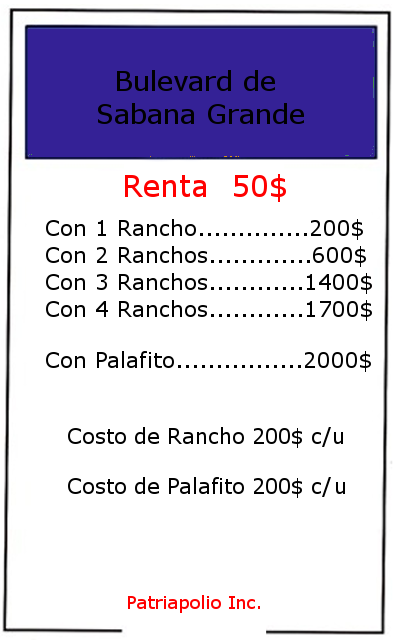 Bulevard de
Sabana Grande
Renta 50$
Con 1 Rancho..............200$
Con 2 Ranchos.............600$
Con 3 Ranchos............1400$
Con 4 Ranchos............1700$
Con Palafito................2000$
Costo de Rancho 200$ c/u
Costo de Palafito 200$ c/u
Patriapolio Inc.